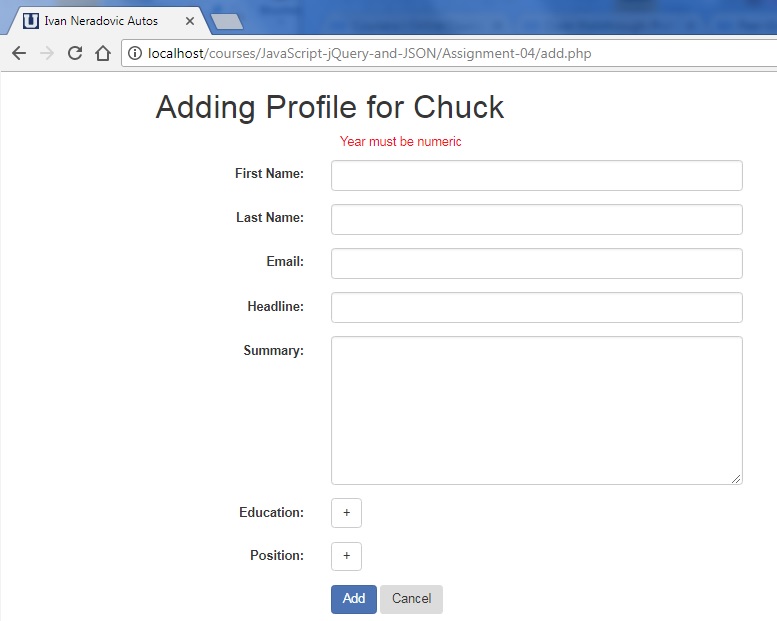 Ivan Neradovic Autos
localhost/courses/JavaScript-jQuery-and-JSON/Assignment-04/add.php
Adding Profile for Chuck
Year must be numeric
First Name:
Last Name:
Email:
Headline:
Summary:
Education: +
Position: +
Add Cancel